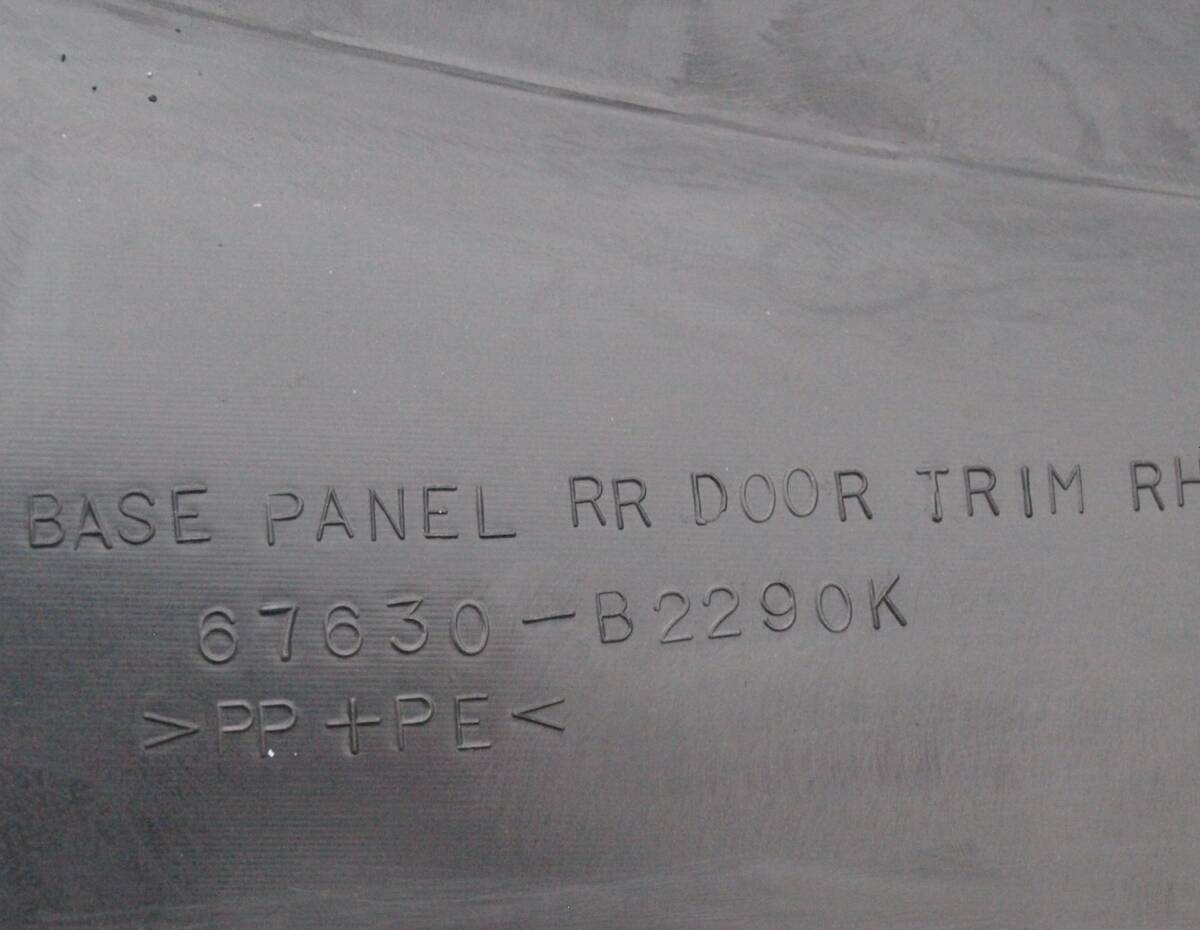 BASE PANEL RR DOOR TRIM RH
67630-B2290K
>PP+PE<